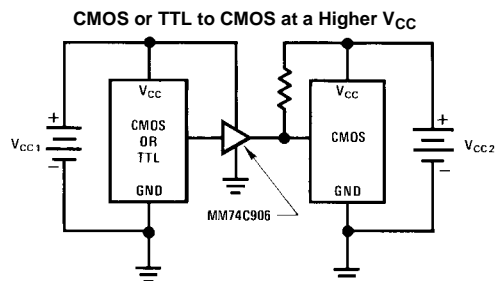 CMOS or TTL to CMOS at a Higher VCC
VCC
CMOS
OR
TTL
GND
+
VCC1
−
MM74C906
VCC
CMOS
GND
+
VCC2
−